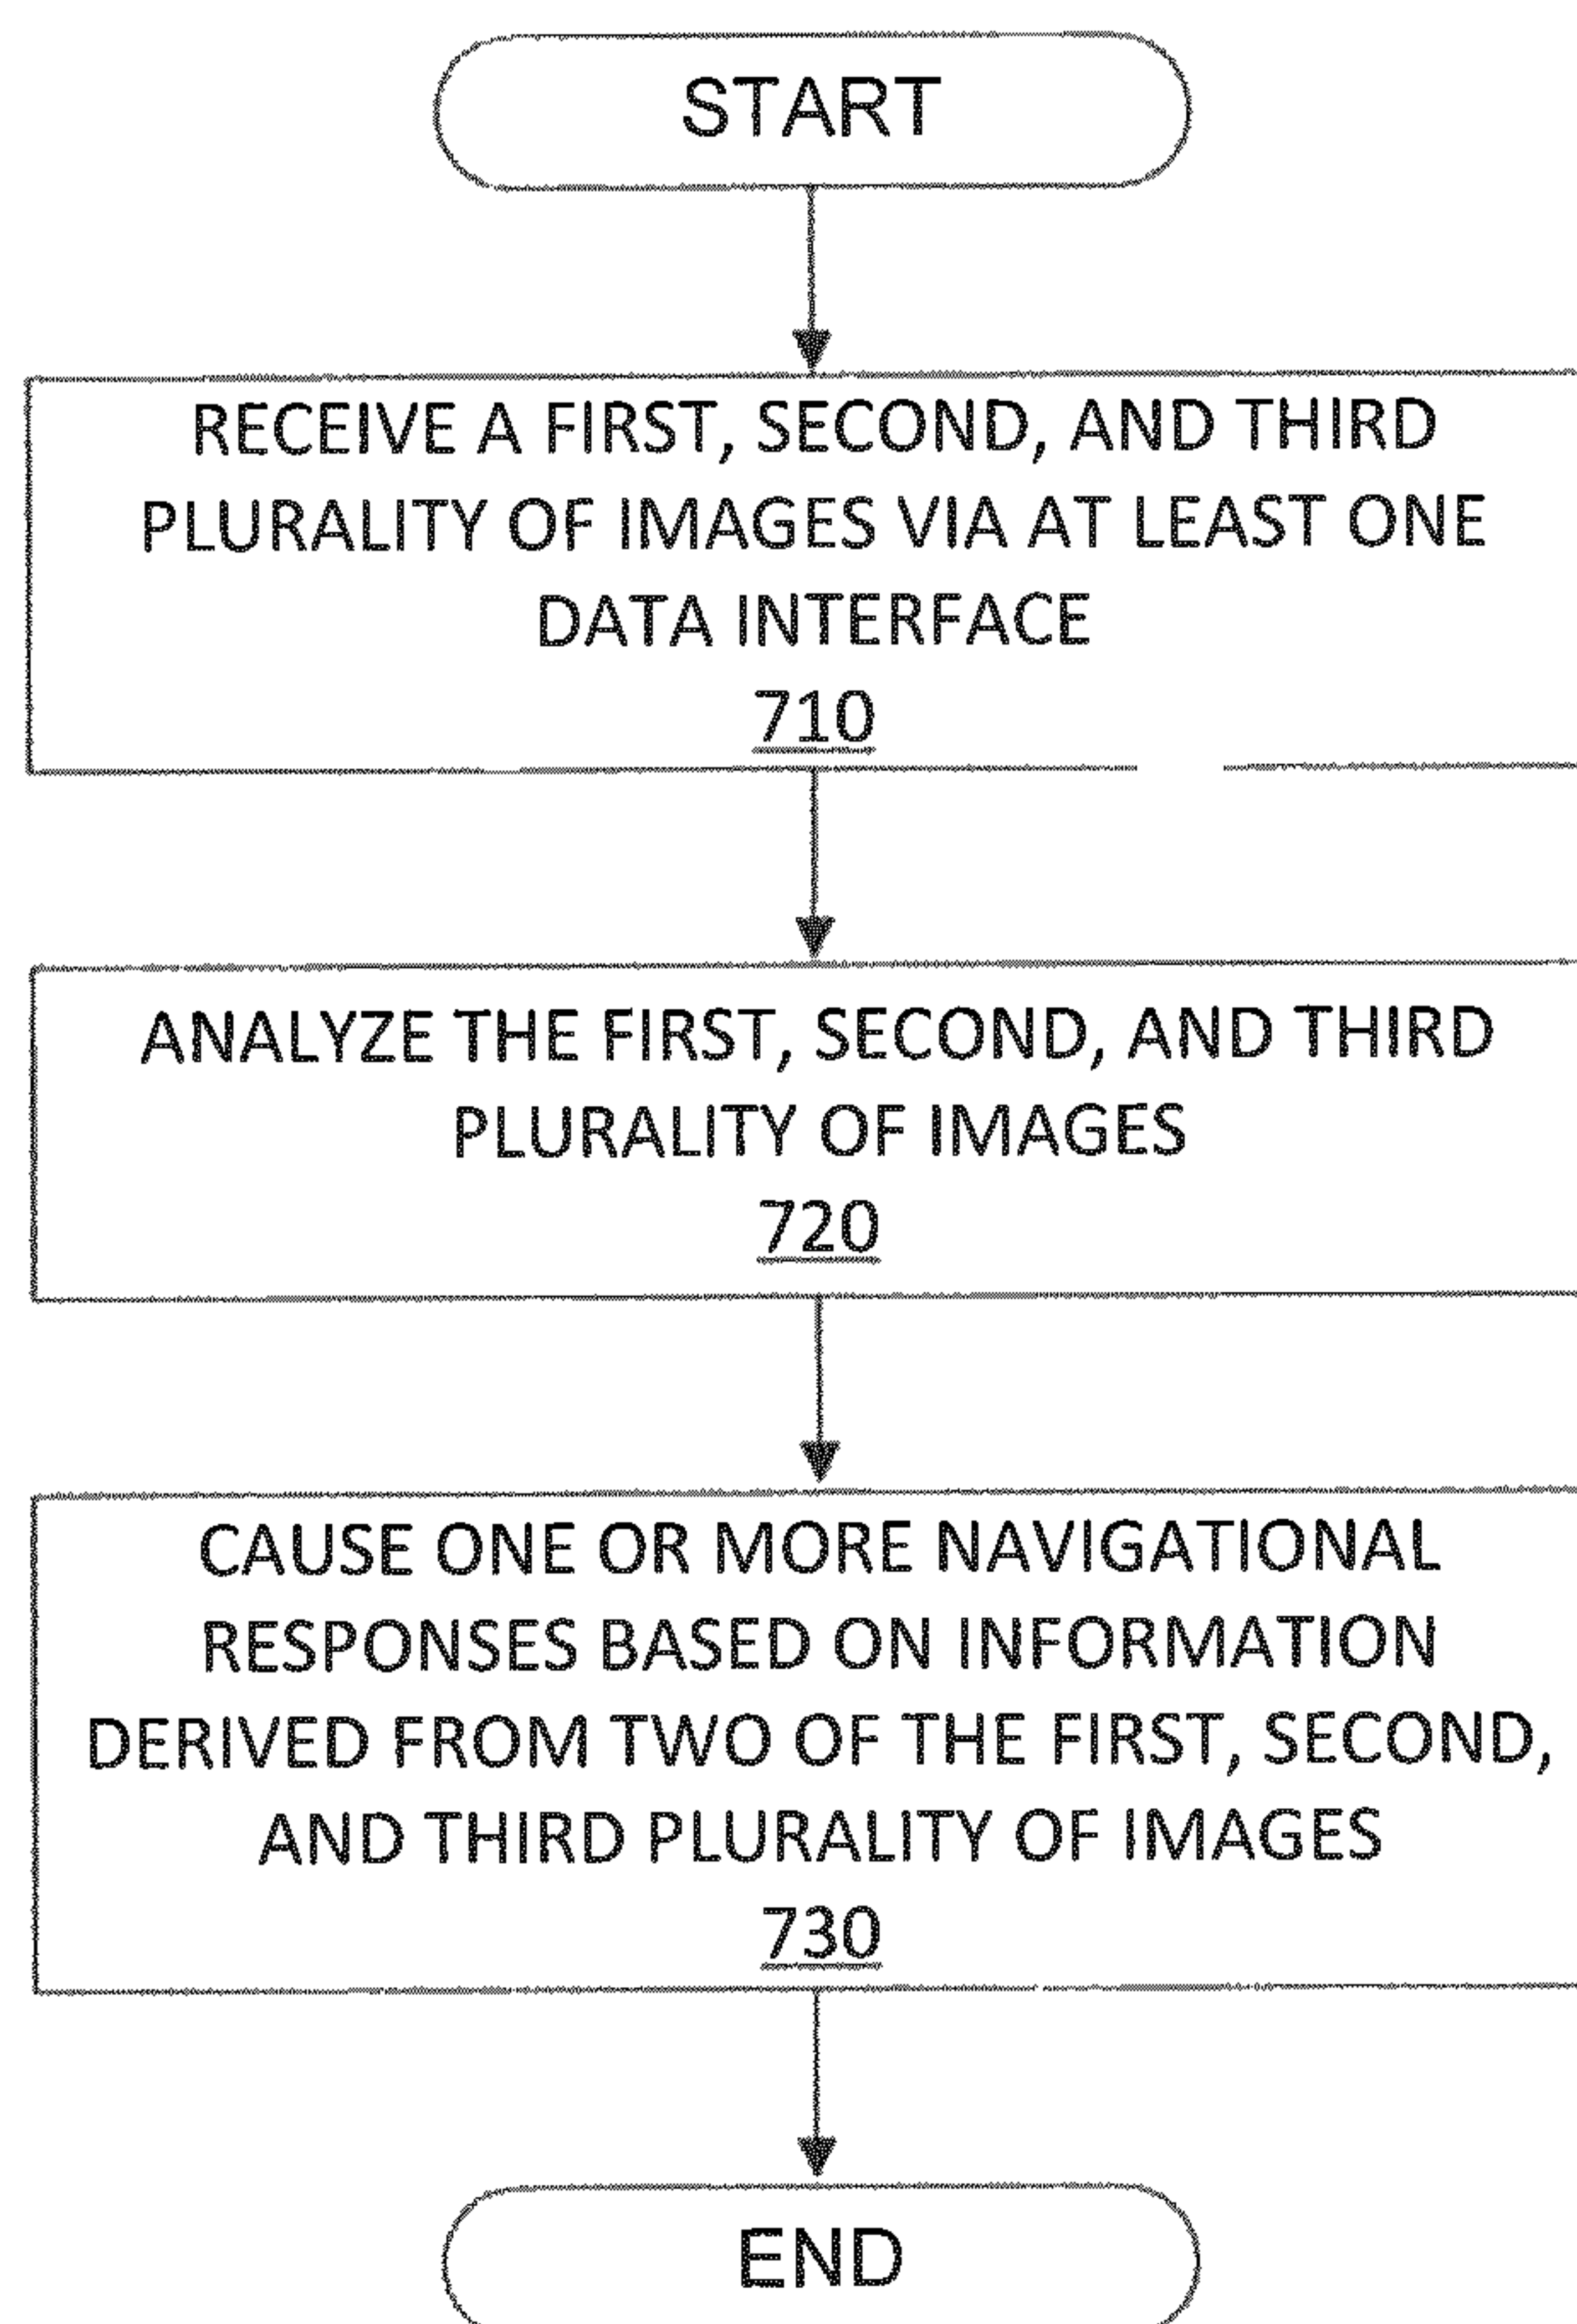 START
RECEIVE A FIRST, SECOND, AND THIRD
PLURALITY OF IMAGES VIA AT LEAST ONE
DATA INTERFACE
710
ANALYZE THE FIRST, SECOND, AND THIRD
PLURALITY OF IMAGES
720
CAUSE ONE OR MORE NAVIGATIONAL
RESPONSES BASED ON INFORMATION
DERIVED FROM TWO OF THE FIRST, SECOND,
AND THIRD PLURALITY OF IMAGES
730
END